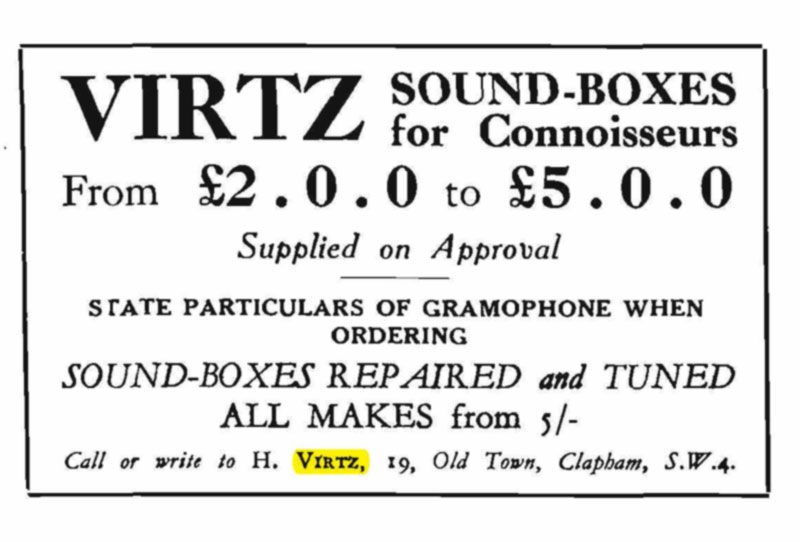 VIRTZ SOUND-BOXES
for Connoisseurs
From £2.0.0 to £5.0.0
Supplied on Approval
STATE PARTICULARS OF GRAMOPHONE WHEN
ORDERING
SOUND-BOXES REPAIRED and TUNED
ALL MAKES from 5/-
Call or write to H. VIRTZ, 19, Old Town, Clapham, S.W.4.